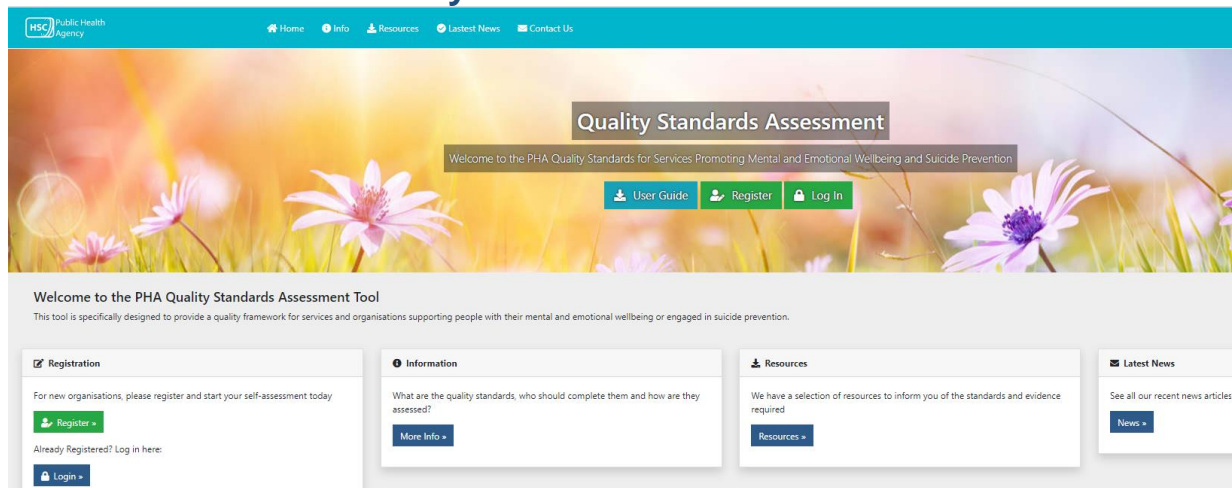 HSC Public Health
Agency
Home Info Resources Lastest News Contact Us
Quality Standards Assessment
Welcome to the PHA Quality Standards for Services Promoting Mental and Emotional Wellbeing and Suicide Prevention
User Guide Register Log In
Welcome to the PHA Quality Standards Assessment Tool
This tool is specifically designed to provide a quality framework for services and organisations supporting people with their mental and emotional wellbeing or engaged in suicide prevention.
Registration
For new organisations, please register and start your self-assessment today
Register »
Already Registered? Log in here:
Login »
Information
What are the quality standards, who should complete them and how are they
assessed?
More Info »
Resources
We have a selection of resources to inform you of the standards and evidence
required
Resources »
Latest News
See all our recent news articles
News »